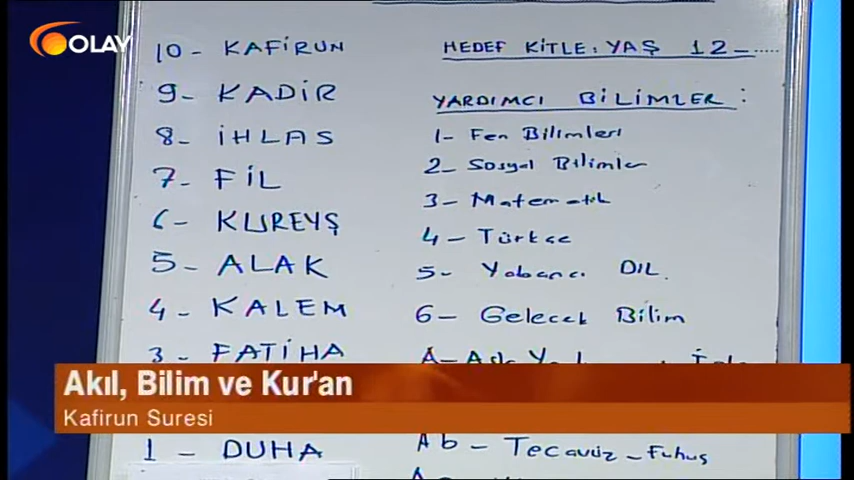 OLAY
10 - KAFİRUN
9- KADİR
8- İHLAS
7- FİL
6- KUREYŞ
5- ALAK
4- KALEM
3- FATİHA
1 - DUHA
HEDEF KİTLE: YAŞ 12 - .....
YARDIMCI BİLİMLER :
1- Fen Bilimleri
2- Sosyal Bilimler
3- Matematik
4- Türkçe
5- Yabancı DİL.
6- Gelecek Bilim
Ab - Tecavüz - Fuhuş
Akıl, Bilim ve Kur'an
Kafirun Suresi